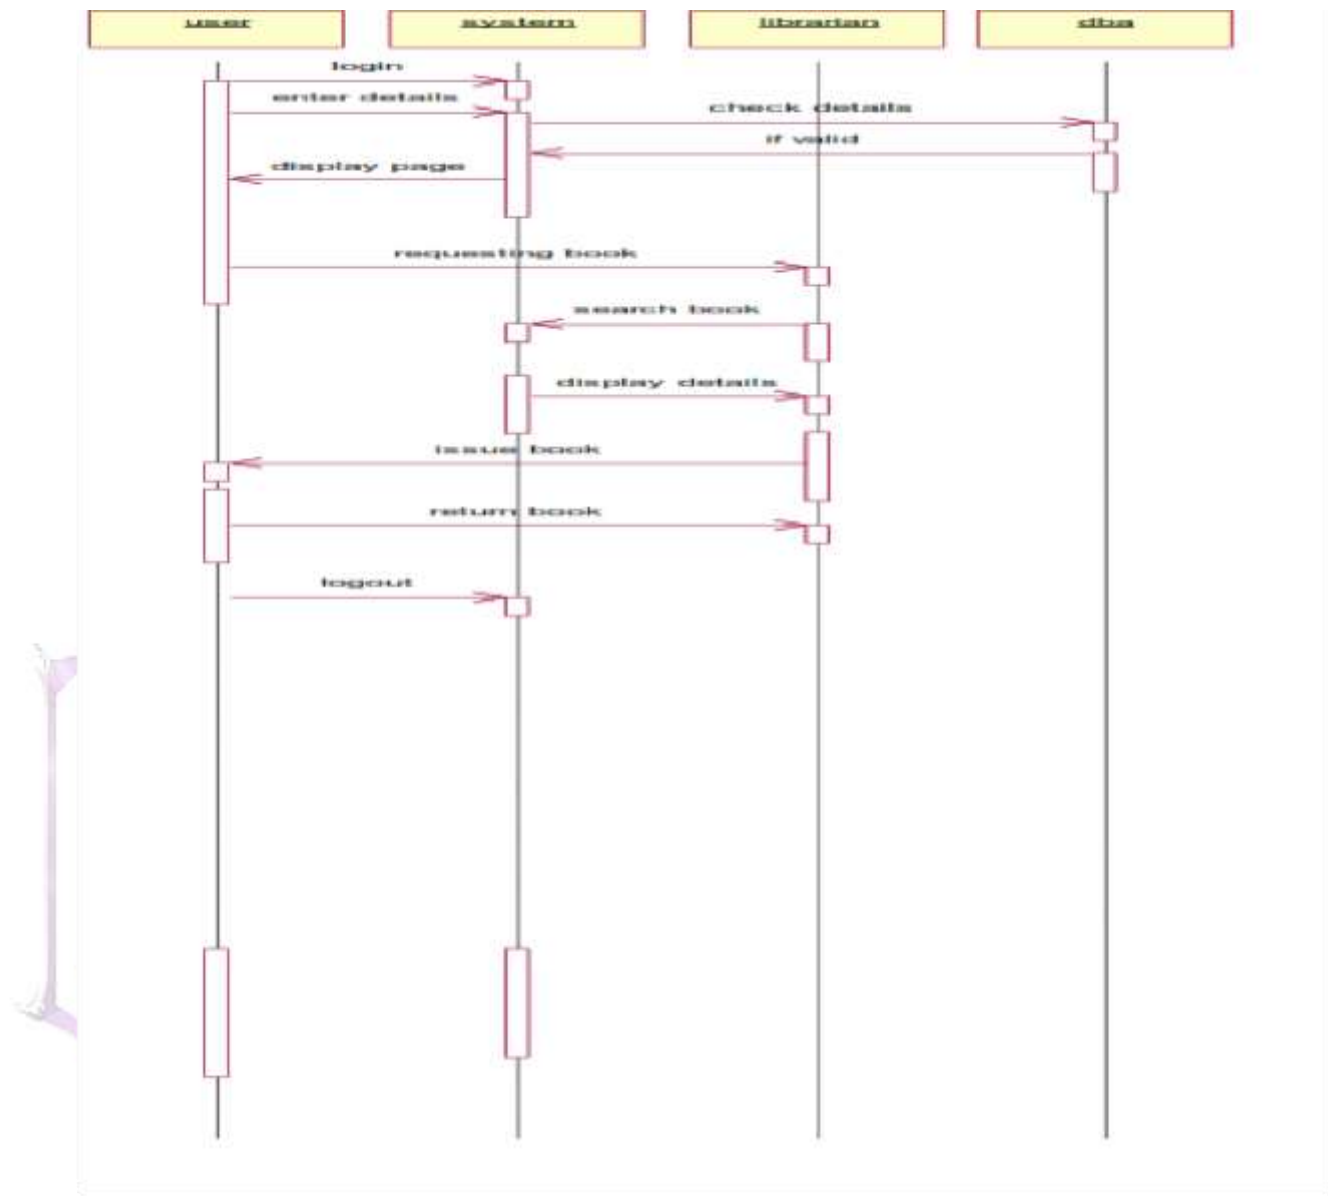 user
system
librarian
dba
login
enter details
check details
if valid
display page
requesting book
search book
display details
issue book
return book
logout